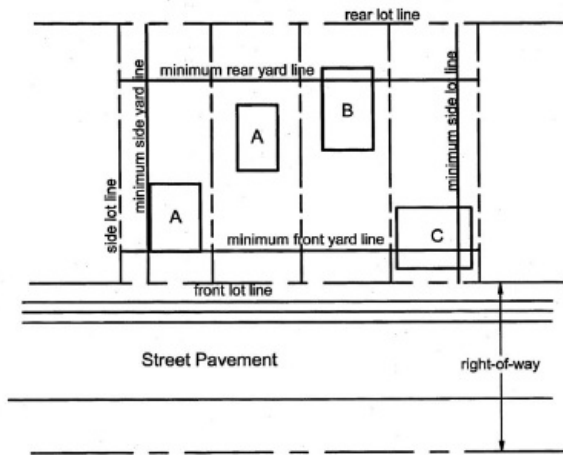 rear lot line
minimum rear yard line
minimum side yard line
minimum side lot line
side lot line
A
B
A
C
minimum front yard line
front lot line
Street Pavement
right-of-way